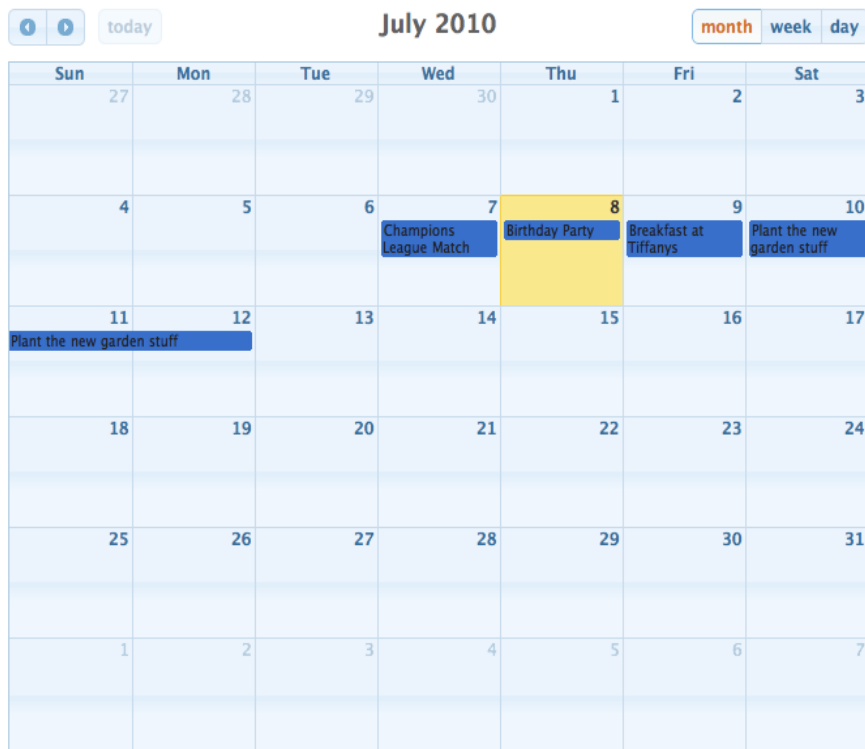 today
July 2010
month week day
Sun Mon Tue Wed Thu Fri Sat
27 28 29 30 1 2 3
4 5 6 7 8 9 10
Champions
League Match
Birthday Party
Breakfast at
Tiffanys
Plant the new
garden stuff
11 12 13 14 15 16 17
Plant the new garden stuff
18 19 20 21 22 23 24
25 26 27 28 29 30 31
1 2 3 4 5 6 7